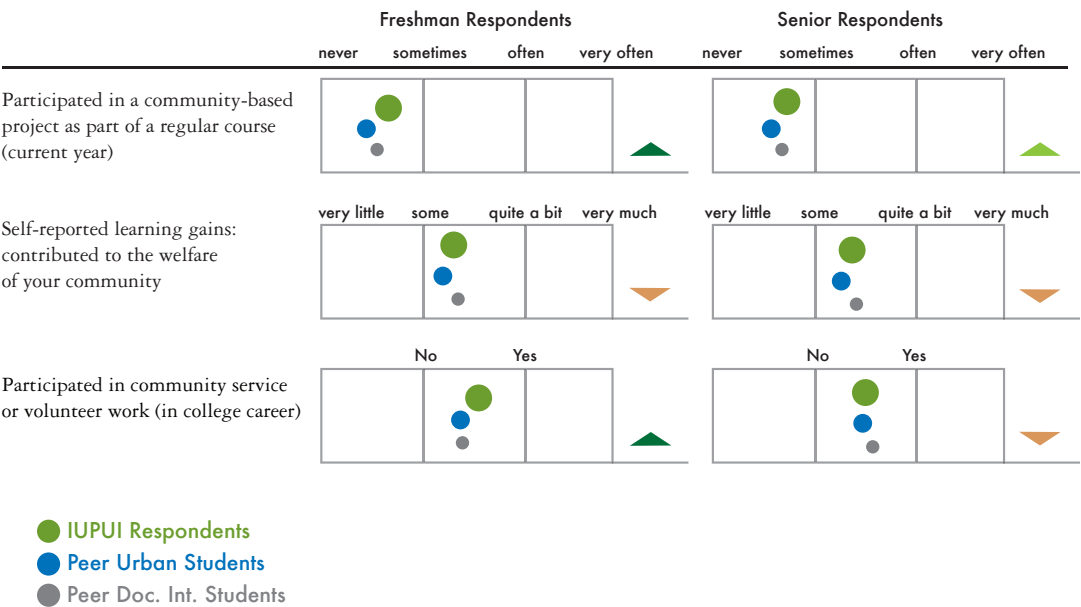 Freshman Respondents Senior Respondents
never sometimes often very often never sometimes often very often
Participated in a community-based
project as part of a regular course
(current year)
very little some quite a bit very much very little some quite a bit very much
Self-reported learning gains:
contributed to the welfare
of your community
No Yes No Yes
Participated in community service
or volunteer work (in college career)
IUPUI Respondents
Peer Urban Students
Peer Doc. Int. Students